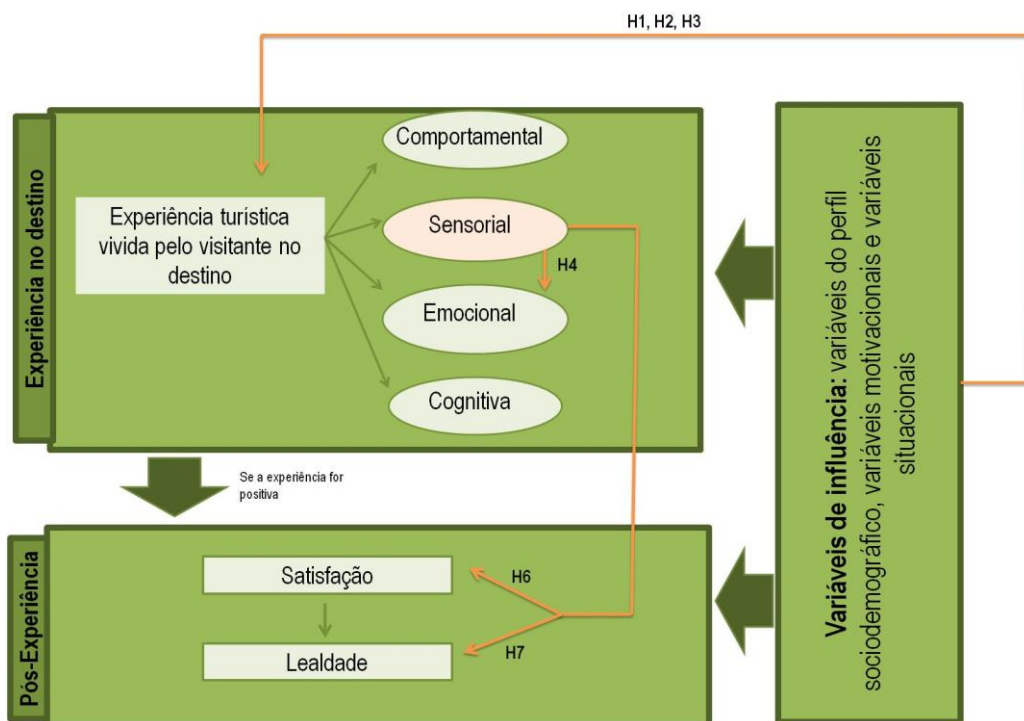 H1, H2, H3
Experiência no destino
Experiência turística
vivida pelo visitante no
destino
Comportamental
Sensorial
H4
Emocional
Cognitiva
Se a experiência for
positiva
Pós-Experiência
Satisfação
Lealdade
H6
H7
Variáveis de influência: variáveis do perfil
sociodemográfico, variáveis motivacionais e variáveis
situacionais